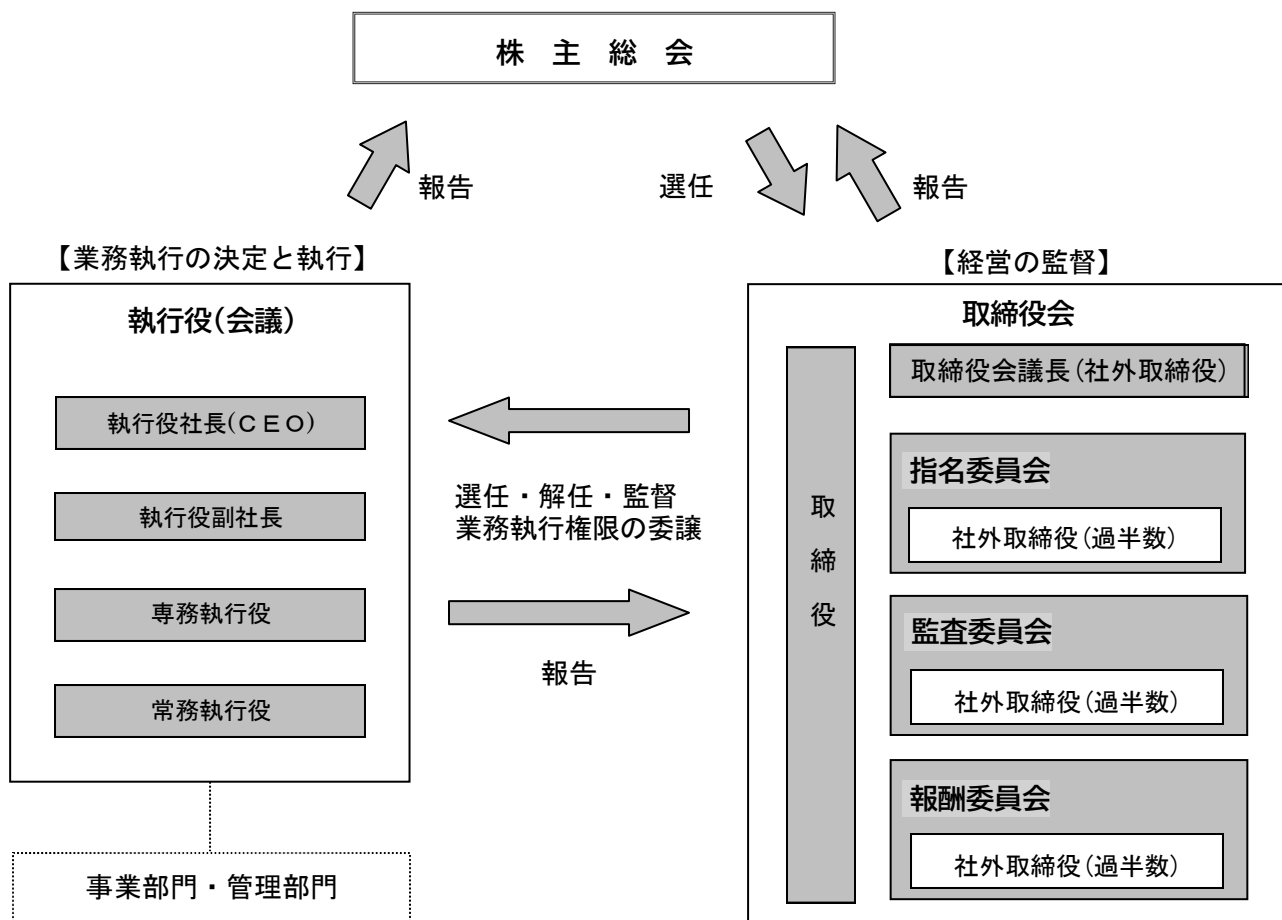 株 主 総 会
報告
選任
報告
【業務執行の決定と執行】
執行役(会議)
執行役社長(CEO)
執行役副社長
専務執行役
常務執行役
事業部門・管理部門
選任・解任・監督
業務執行権限の委譲
報告
【経営の監督】
取締役会
取締役
取締役会議長(社外取締役)
指名委員会
社外取締役(過半数)
監査委員会
社外取締役(過半数)
報酬委員会
社外取締役(過半数)